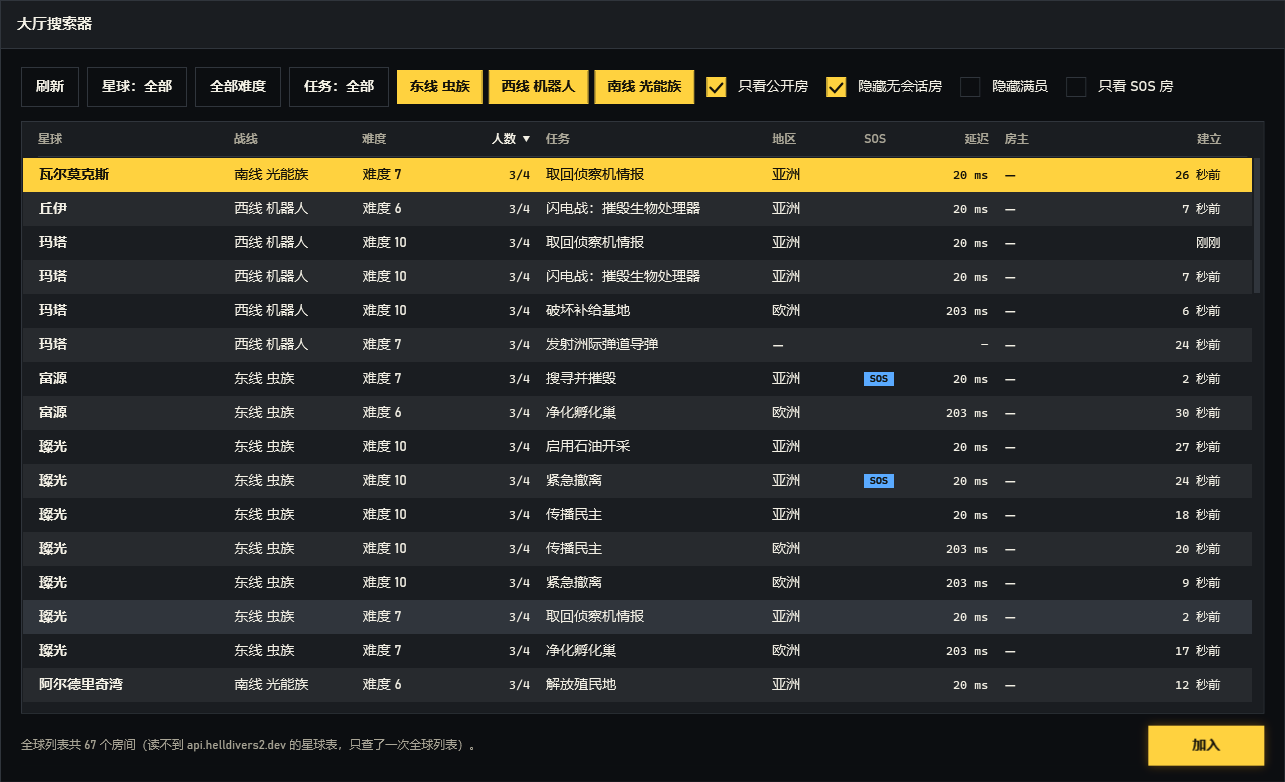 大厅搜索器
刷新 星球：全部 全部难度 任务：全部 东线 虫族 西线 机器人 南线 光能族 只看公开房 隐藏无会话房 隐藏满员 只看 SOS 房
星球 战线 难度 人数 ▼ 任务 地区 SOS 延迟 房主 建立
瓦尔莫克斯 南线 光能族 难度 7 3/4 取回侦察机情报 亚洲 20 ms — 26 秒前
丘伊 西线 机器人 难度 6 3/4 闪电战：摧毁生物处理器 亚洲 20 ms — 7 秒前
玛塔 西线 机器人 难度 10 3/4 取回侦察机情报 亚洲 20 ms — 刚刚
玛塔 西线 机器人 难度 10 3/4 闪电战：摧毁生物处理器 亚洲 20 ms — 7 秒前
玛塔 西线 机器人 难度 10 3/4 破坏补给基地 欧洲 203 ms — 6 秒前
玛塔 西线 机器人 难度 7 3/4 发射洲际弹道导弹 — — — 24 秒前
富源 东线 虫族 难度 7 3/4 搜寻并摧毁 亚洲 SOS 20 ms — 2 秒前
富源 东线 虫族 难度 6 3/4 净化孵化巢 欧洲 203 ms — 30 秒前
璨光 东线 虫族 难度 10 3/4 启用石油开采 亚洲 20 ms — 27 秒前
璨光 东线 虫族 难度 10 3/4 紧急撤离 亚洲 SOS 20 ms — 24 秒前
璨光 东线 虫族 难度 10 3/4 传播民主 亚洲 20 ms — 18 秒前
璨光 东线 虫族 难度 10 3/4 传播民主 欧洲 203 ms — 20 秒前
璨光 东线 虫族 难度 10 3/4 紧急撤离 欧洲 203 ms — 9 秒前
璨光 东线 虫族 难度 7 3/4 取回侦察机情报 亚洲 20 ms — 2 秒前
璨光 东线 虫族 难度 7 3/4 净化孵化巢 欧洲 203 ms — 17 秒前
阿尔德里奇湾 南线 光能族 难度 6 3/4 解放殖民地 亚洲 20 ms — 12 秒前
全球列表共 67 个房间（读不到 api.helldivers2.dev 的星球表，只查了一次全球列表）。 加入